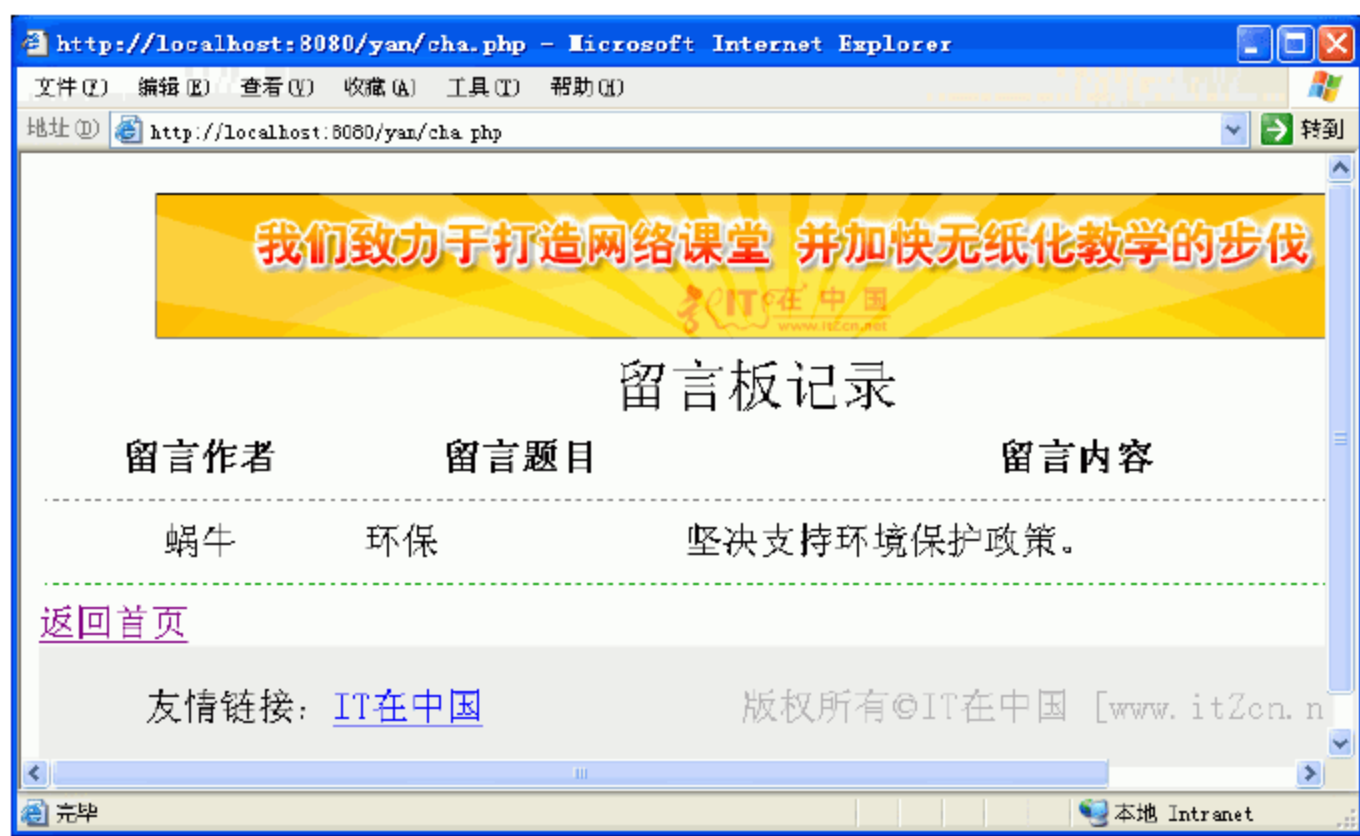 http://localhost:8080/yan/cha.php - Microsoft Internet Explorer
文件(F) 编辑(E) 查看(V) 收藏(A) 工具(T) 帮助(H)
地址(D) http://localhost:8080/yan/cha.php 转到
我们致力于打造网络课堂 并加快无纸化教学的步伐
IT在中国
www.itZcn.net
留言板记录
留言作者 留言题目 留言内容
蜗牛 环保 坚决支持环境保护政策。
返回首页
友情链接: IT在中国 版权所有©IT在中国 [www.itZcn.n
完毕 本地 Intranet